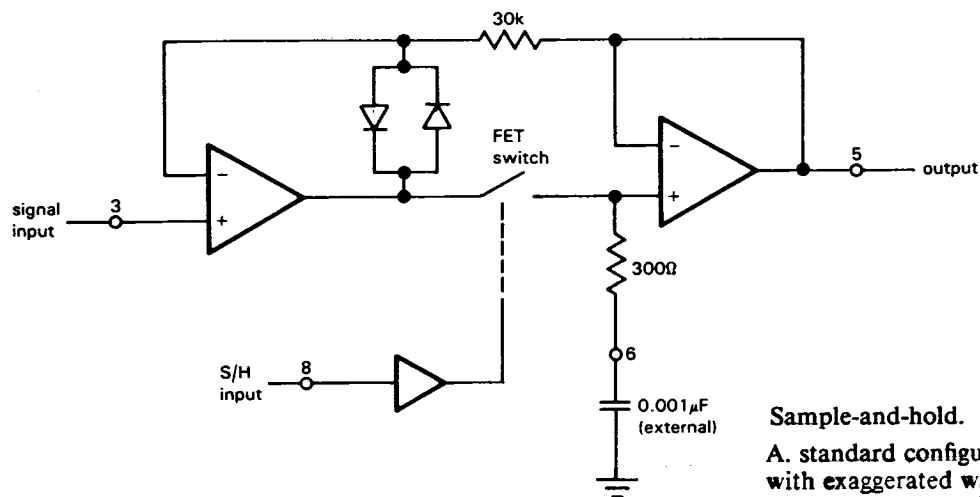 30k
FET
switch
−
+
−
+
5
output
3
signal
input
300Ω
6
S/H
input
8
0.001μF
(external)
Sample-and-hold.
A. standard configu
with exaggerated w